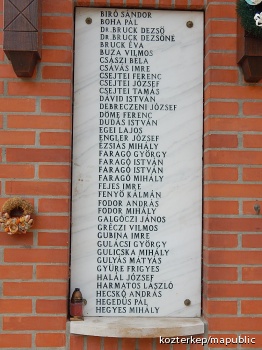 BIRÓ SÁNDOR
BOHA PÁL
Dr. BRUCK DEZSŐ
Dr. BRUCK DEZSŐNÉ
BRUCK ÉVA
BUZA VILMOS
CSÁSZI BÉLA
CSÁVÁS IMRE
CSEJTEI FERENC
CSEJTEI JÓZSEF
CSEJTEI TAMÁS
DÁVID ISTVÁN
DEBRECZENI JÓZSEF
DÖME FERENC
DUDÁS ISTVÁN
EGEI LAJOS
ENGLER JÓZSEF
ÉZSIÁS MIHÁLY
FARAGÓ GYÖRGY
FARAGÓ ISTVÁN
FARAGÓ ISTVÁN
FARAGÓ MIHÁLY
FEJES IMRE
FENYŐ KÁLMÁN
FODOR ANDRÁS
FODOR MIHÁLY
GALGÓCZI JÁNOS
GRÉCZI VILMOS
GUBINA IMRE
GULÁCSI GYÖRGY
GULICSKA MIHÁLY
GULYÁS MÁTYÁS
GYÜRE FRIGYES
HALÁL JÓZSEF
HARMATOS LÁSZLÓ
HECSKÓ ANDRÁS
HEGEDÜS PÁL
HEGYES MIHÁLY
kozterkep/mapublic